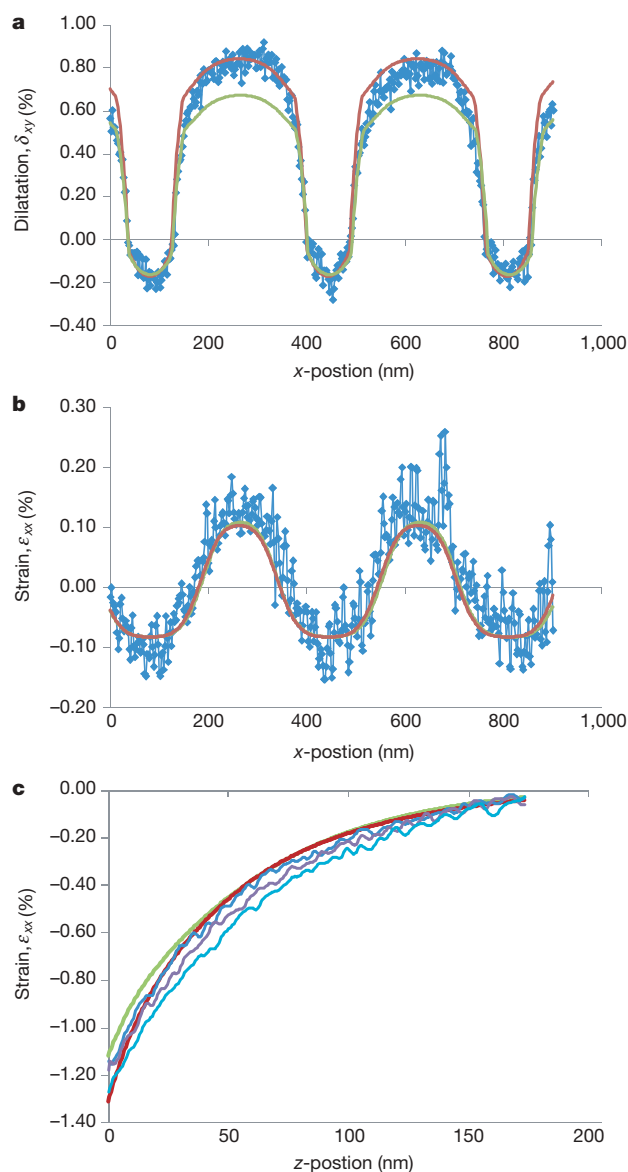 a
1.00
0.80
0.60
0.40
0.20
0.00
–0.20
–0.40
Dilatation, δxy (%)
0 200 400 600 800 1,000
x-postion (nm)
b
0.30
0.20
0.10
0.00
–0.10
–0.20
Strain, εxx (%)
0 200 400 600 800 1,000
x-postion (nm)
c
0.00
–0.20
–0.40
–0.60
–0.80
–1.00
–1.20
–1.40
Strain, εxx (%)
0 50 100 150 200
z-postion (nm)